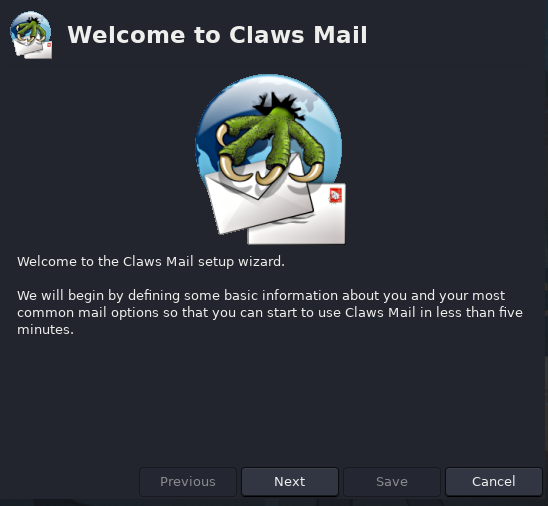 Welcome to Claws Mail
Welcome to the Claws Mail setup wizard.
We will begin by defining some basic information about you and your most
common mail options so that you can start to use Claws Mail in less than five
minutes.
Previous Next Save Cancel